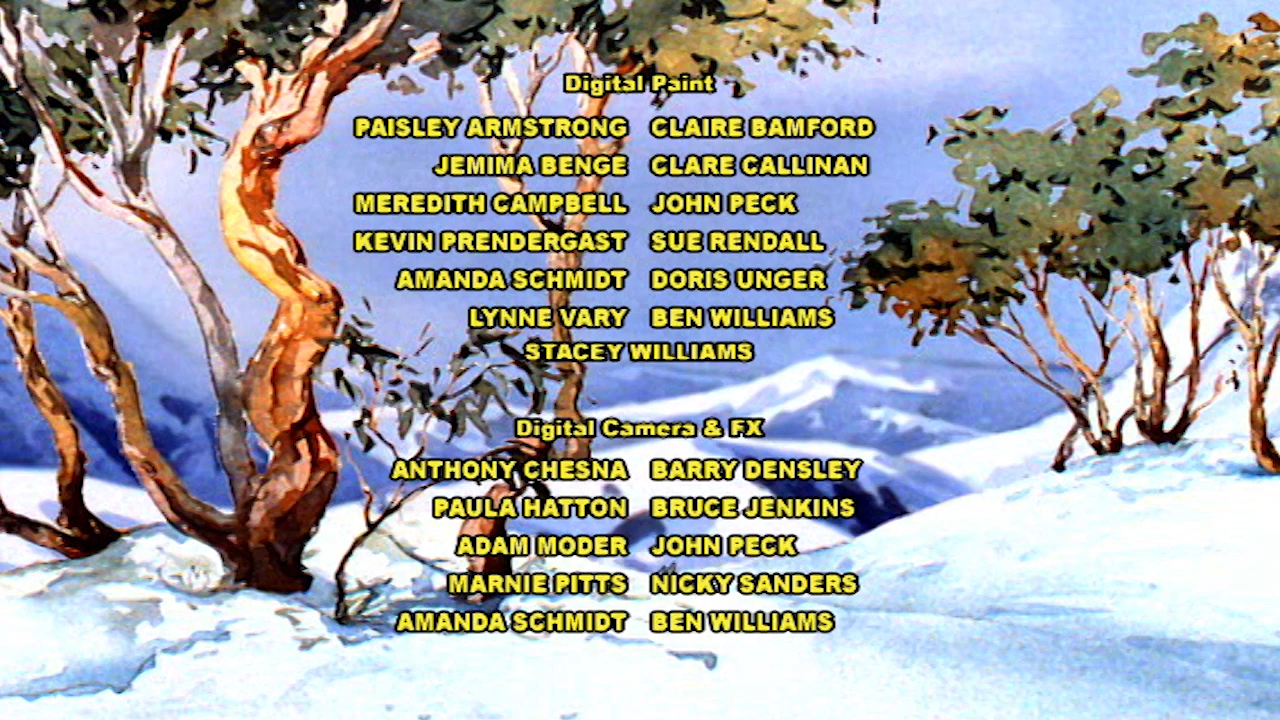 Digital Paint
PAISLEY ARMSTRONG CLAIRE BAMFORD
JEMIMA BENGE CLARE CALLINAN
MEREDITH CAMPBELL JOHN PECK
KEVIN PRENDERGAST SUE RENDALL
AMANDA SCHMIDT DORIS UNGER
LYNNE VARY BEN WILLIAMS
STACEY WILLIAMS
Digital Camera & FX
ANTHONY CHESNA BARRY DENSLEY
PAULA HATTON BRUCE JENKINS
ADAM MODER JOHN PECK
MARNIE PITTS NICKY SANDERS
AMANDA SCHMIDT BEN WILLIAMS